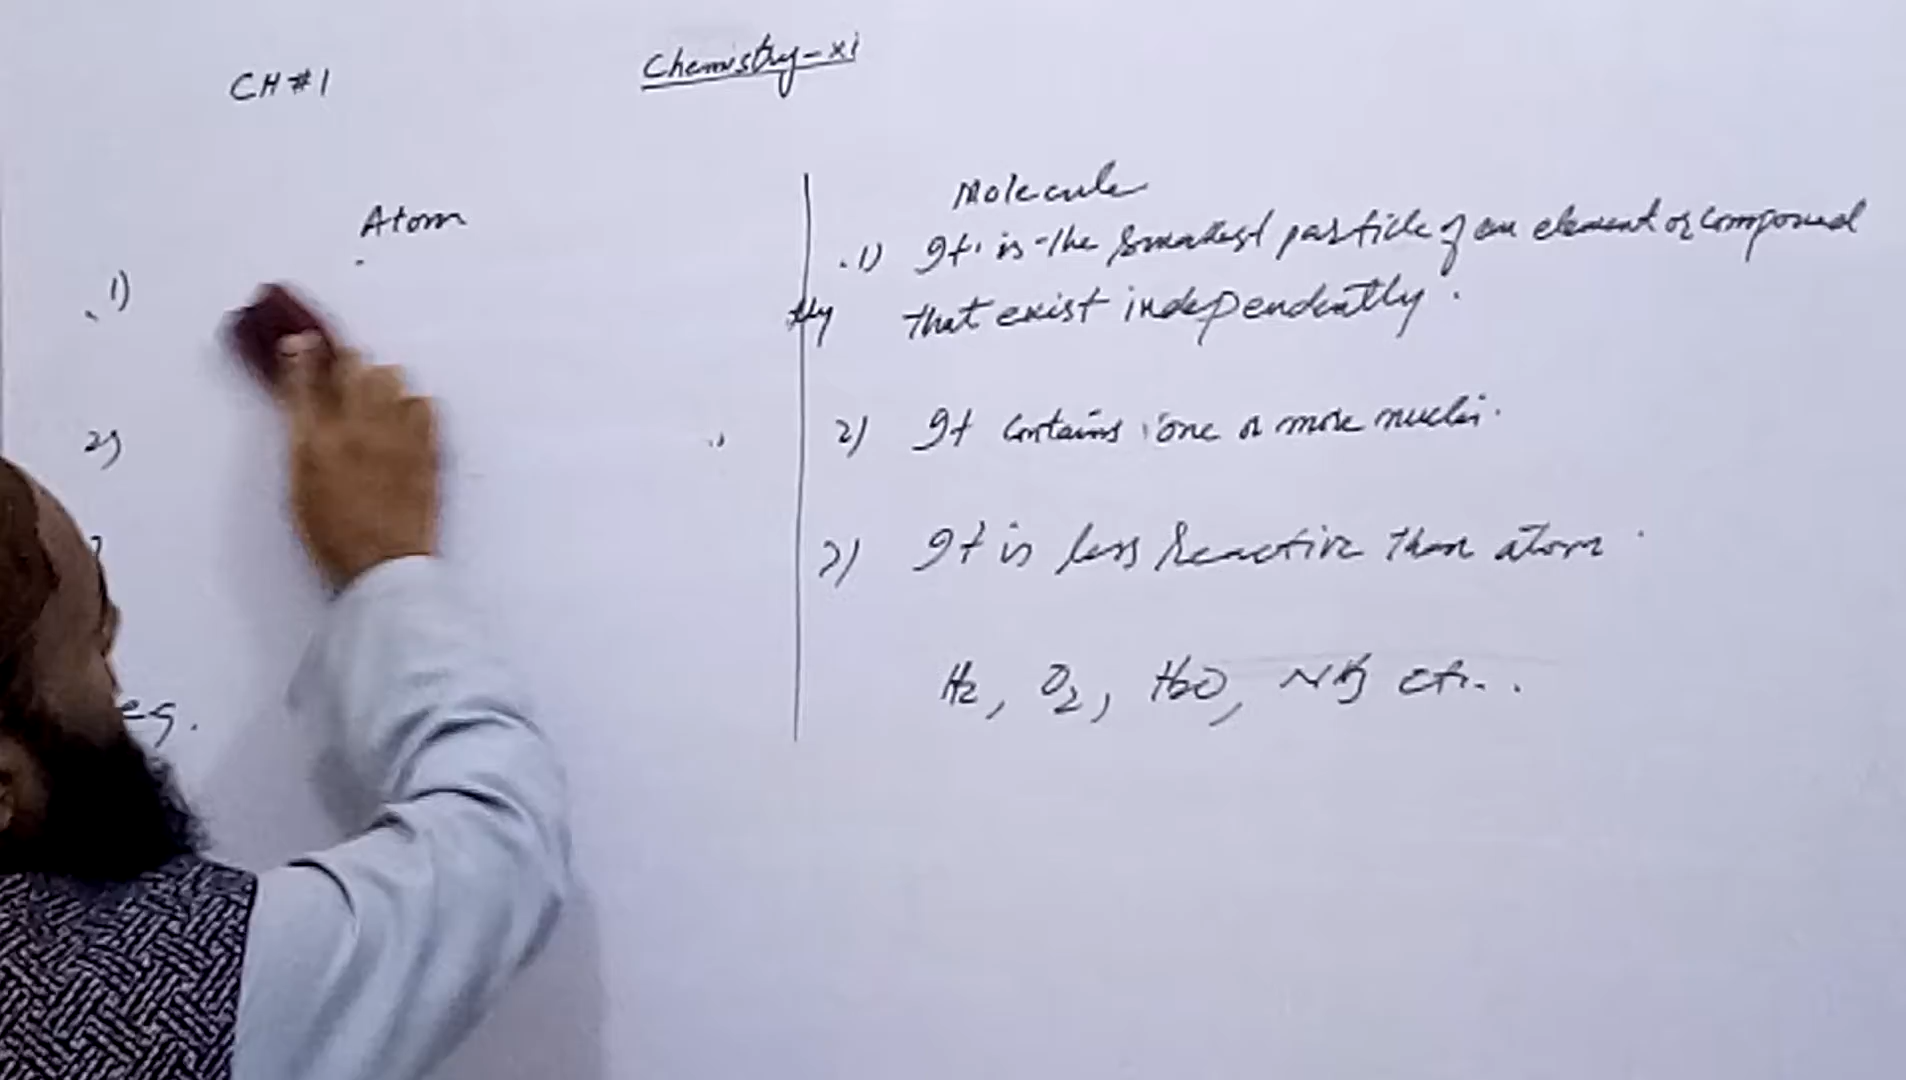 CH#1
Chemistry-xi
Atom
1)
2)
eg.
Molecule
1) It is the smallest particle of an element or compound
that exist independently.
2) It contains one or more nuclei.
3) It is less reactive than atom.
H2, O2, H2O, NH3 etc..